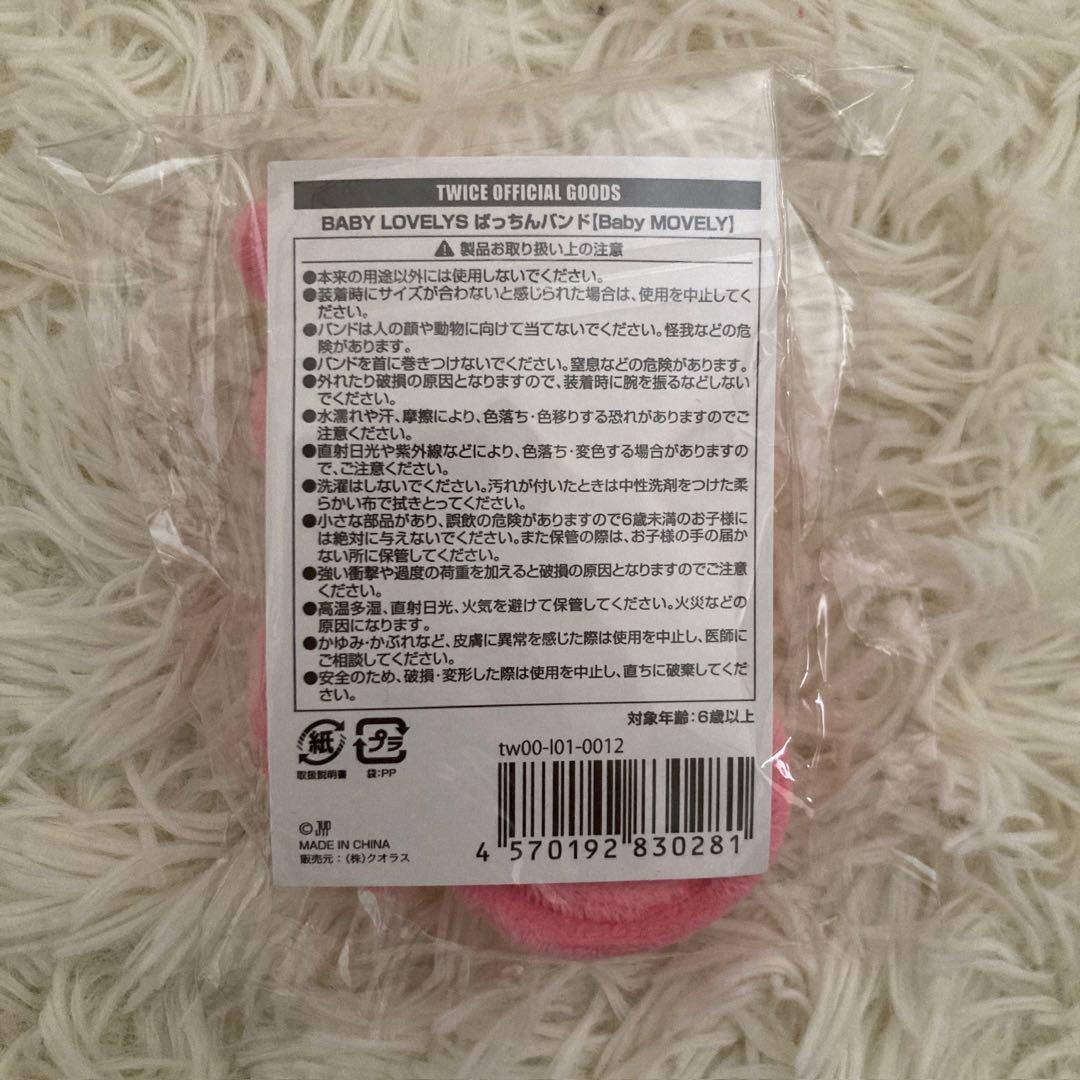 TWICE OFFICIAL GOODS
BABY LOVELYS ぱっちんバンド【Baby MOVELY】
⚠ 製品お取り扱い上の注意
●本来の用途以外には使用しないでください。
●装着時にサイズが合わないと感じられた場合は、使用を中止してく
ださい。
●バンドは人の顔や動物に向けて当てないでください。怪我などの危
険があります。
●バンドを首に巻きつけないでください。窒息などの危険があります。
●外れたり破損の原因となりますので、装着時に腕を振るなどしない
でください。
●水濡れや汗、摩擦により、色落ち・色移りする恐れがありますのでご
注意ください。
●直射日光や紫外線などにより、色落ち・変色する場合があります
で、ご注意ください。
●洗濯はしないでください。汚れが付いたときは中性洗剤をつけた柔
らかい布で拭きとってください。
●小さな部品があり、誤飲の危険がありますので6歳未満のお子様に
は絶対に与えないでください。また保管の際は、お子様の手の届か
ない所に保管してください。
●強い衝撃や過度の荷重を加えると破損の原因となりますのでご注意
ください。
●高温多湿、直射日光、火気を避けて保管してください。火災などの
原因になります。
●かゆみ・かぶれなど、皮膚に異常を感じた際は使用を中止し、医師に
ご相談してください。
●安全のため、破損・変形した際は使用を中止し、直ちに破棄してくだ
さい。
対象年齢：6歳以上
紙
プラ
取扱説明書
袋：PP
tw00-l01-0012
4 570192 830281
© JYP
MADE IN CHINA
販売元：（株）クオラス